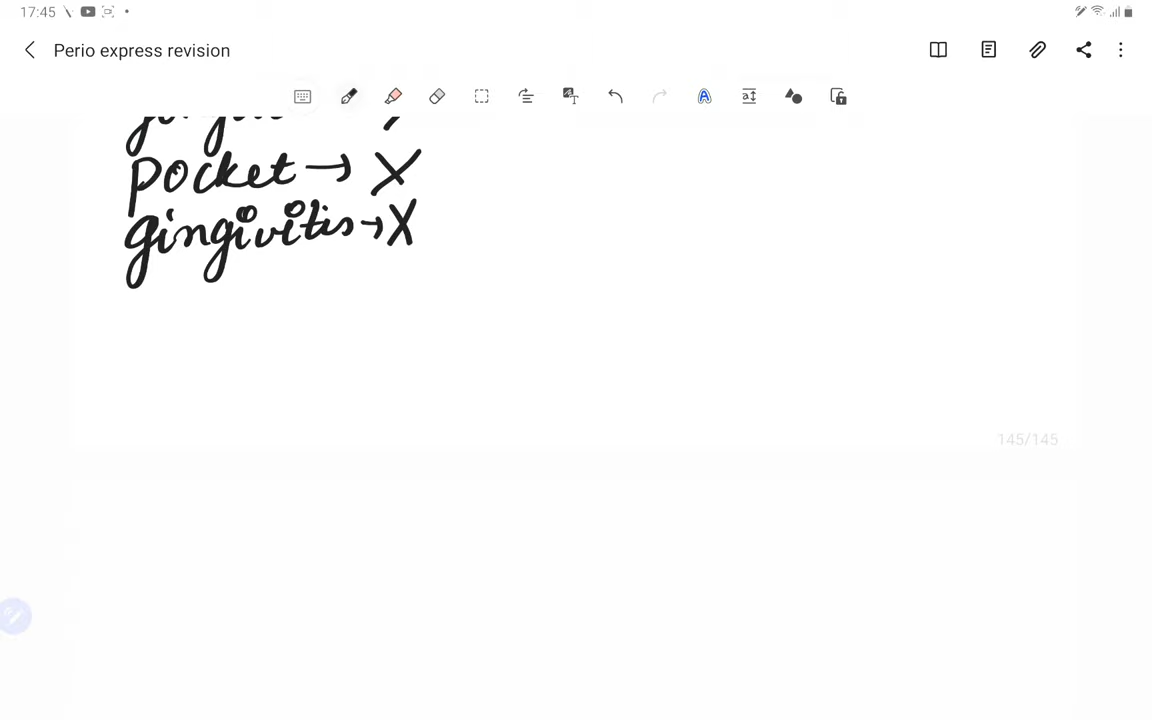 17:45
Perio express revision
pocket → X
gingivitis → X
145/145